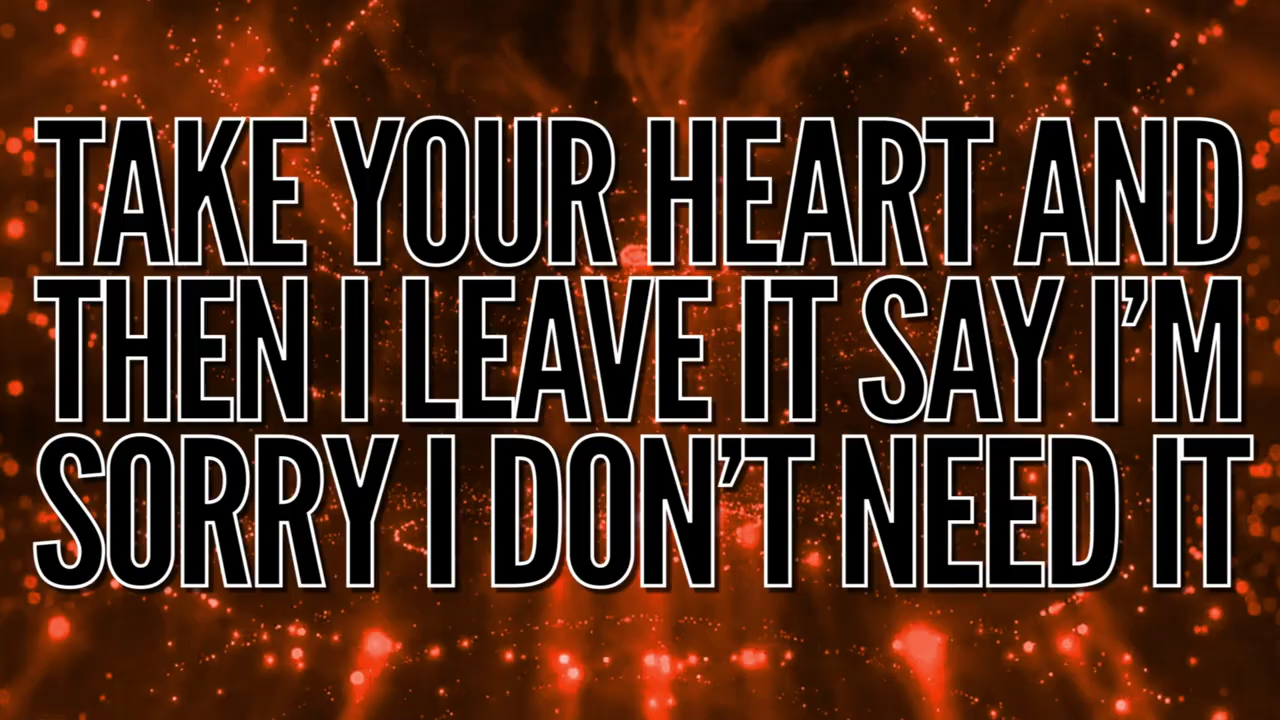 TAKE YOUR HEART AND
THEN I LEAVE IT SAY I'M
SORRY I DON'T NEED IT